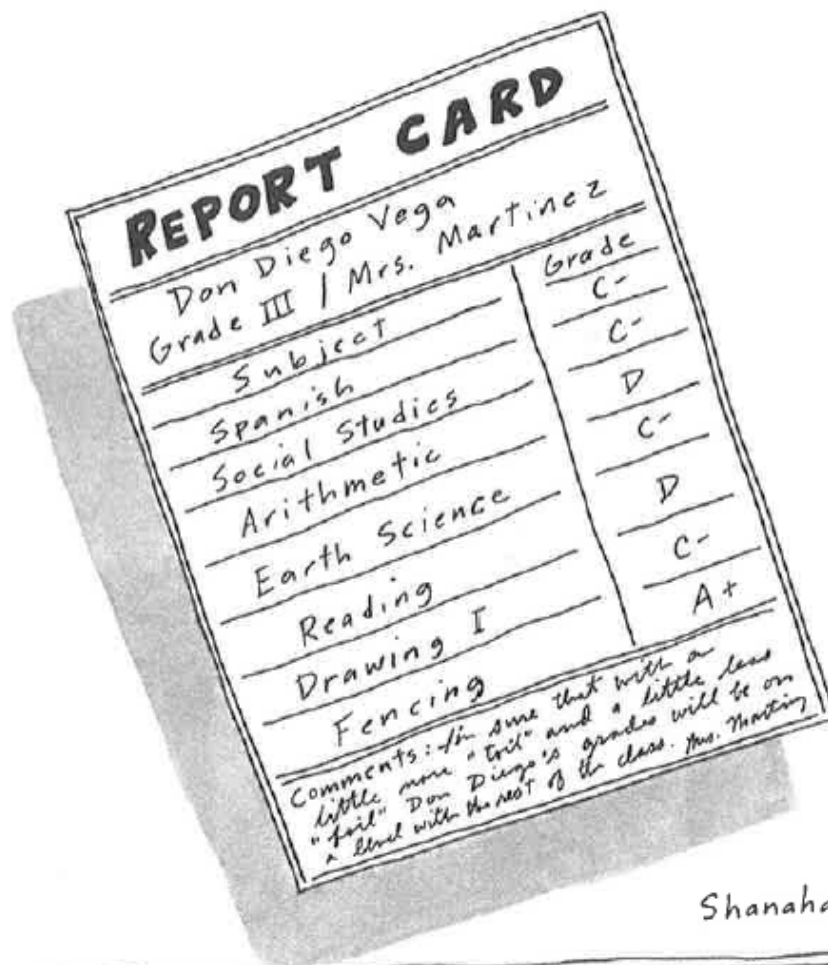 REPORT CARD
Don Diego Vega
Grade III / Mrs. Martinez
Subject Grade
Spanish C-
Social Studies C-
Arithmetic D
Earth Science C-
Reading D
Drawing I C-
Fencing A+
Comments: I'm sure that with a
little more "toil" and a little less
"foil" Don Diego's grades will be on
a level with the rest of the class. Mrs.
Shanaha